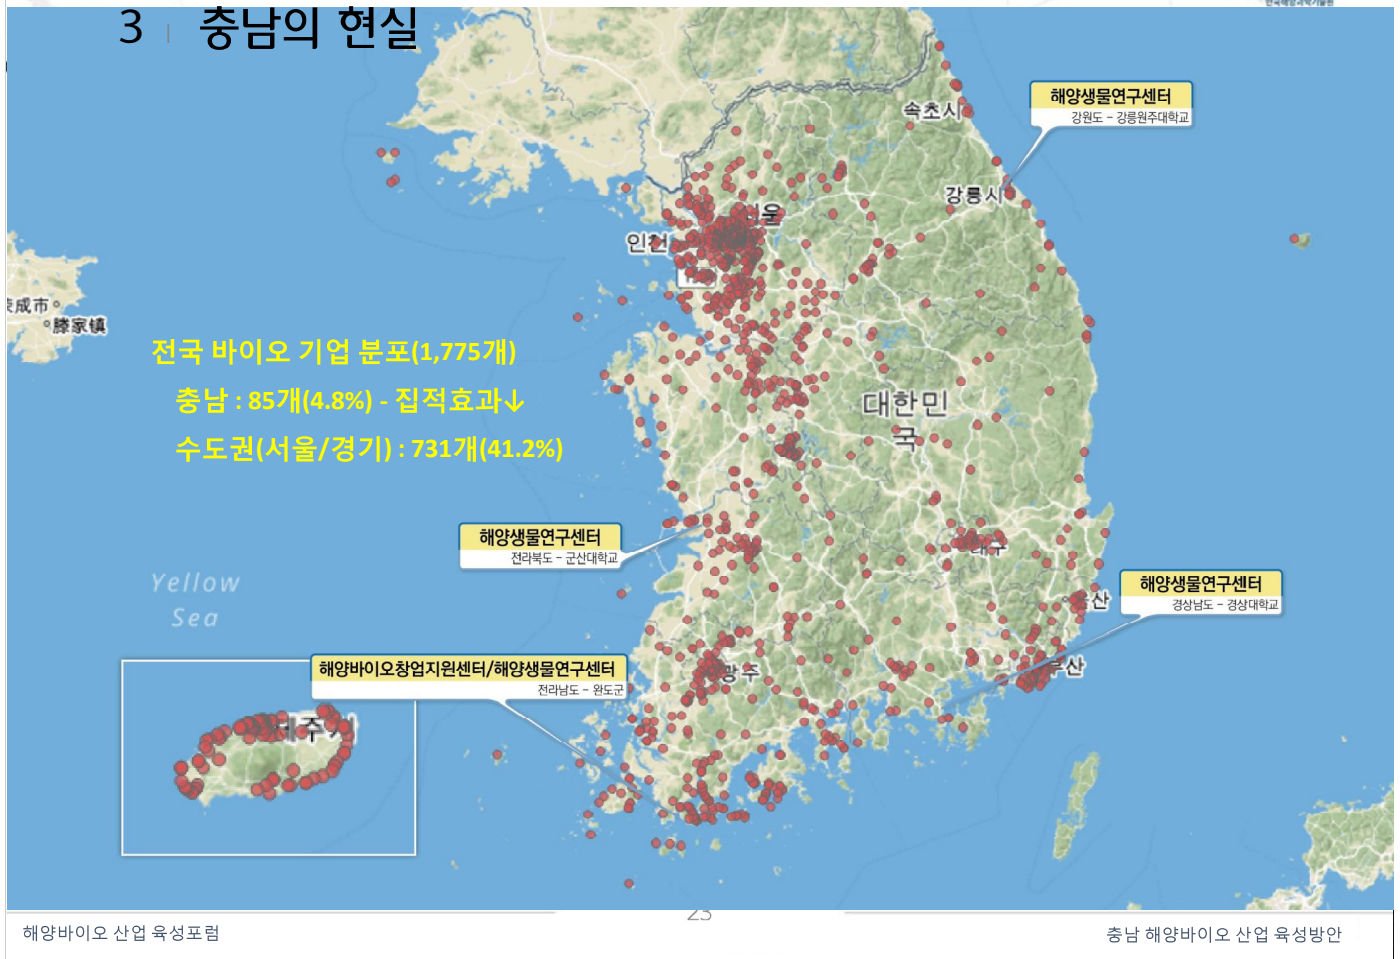 3 | 충남의 현실
속초시
해양생물연구센터
강원도 - 강릉원주대학교
강릉시
인천
成市
滕家镇
전국 바이오 기업 분포(1,775개)
충남 : 85개(4.8%) - 집적효과↓
수도권(서울/경기) : 731개(41.2%)
대한민
국
해양생물연구센터
전라북도 - 군산대학교
Yellow
Sea
해양생물연구센터
경상남도 - 경상대학교
해양바이오창업지원센터/해양생물연구센터
전라남도 - 완도군
광주
23
해양바이오 산업 육성포럼
충남 해양바이오 산업 육성방안